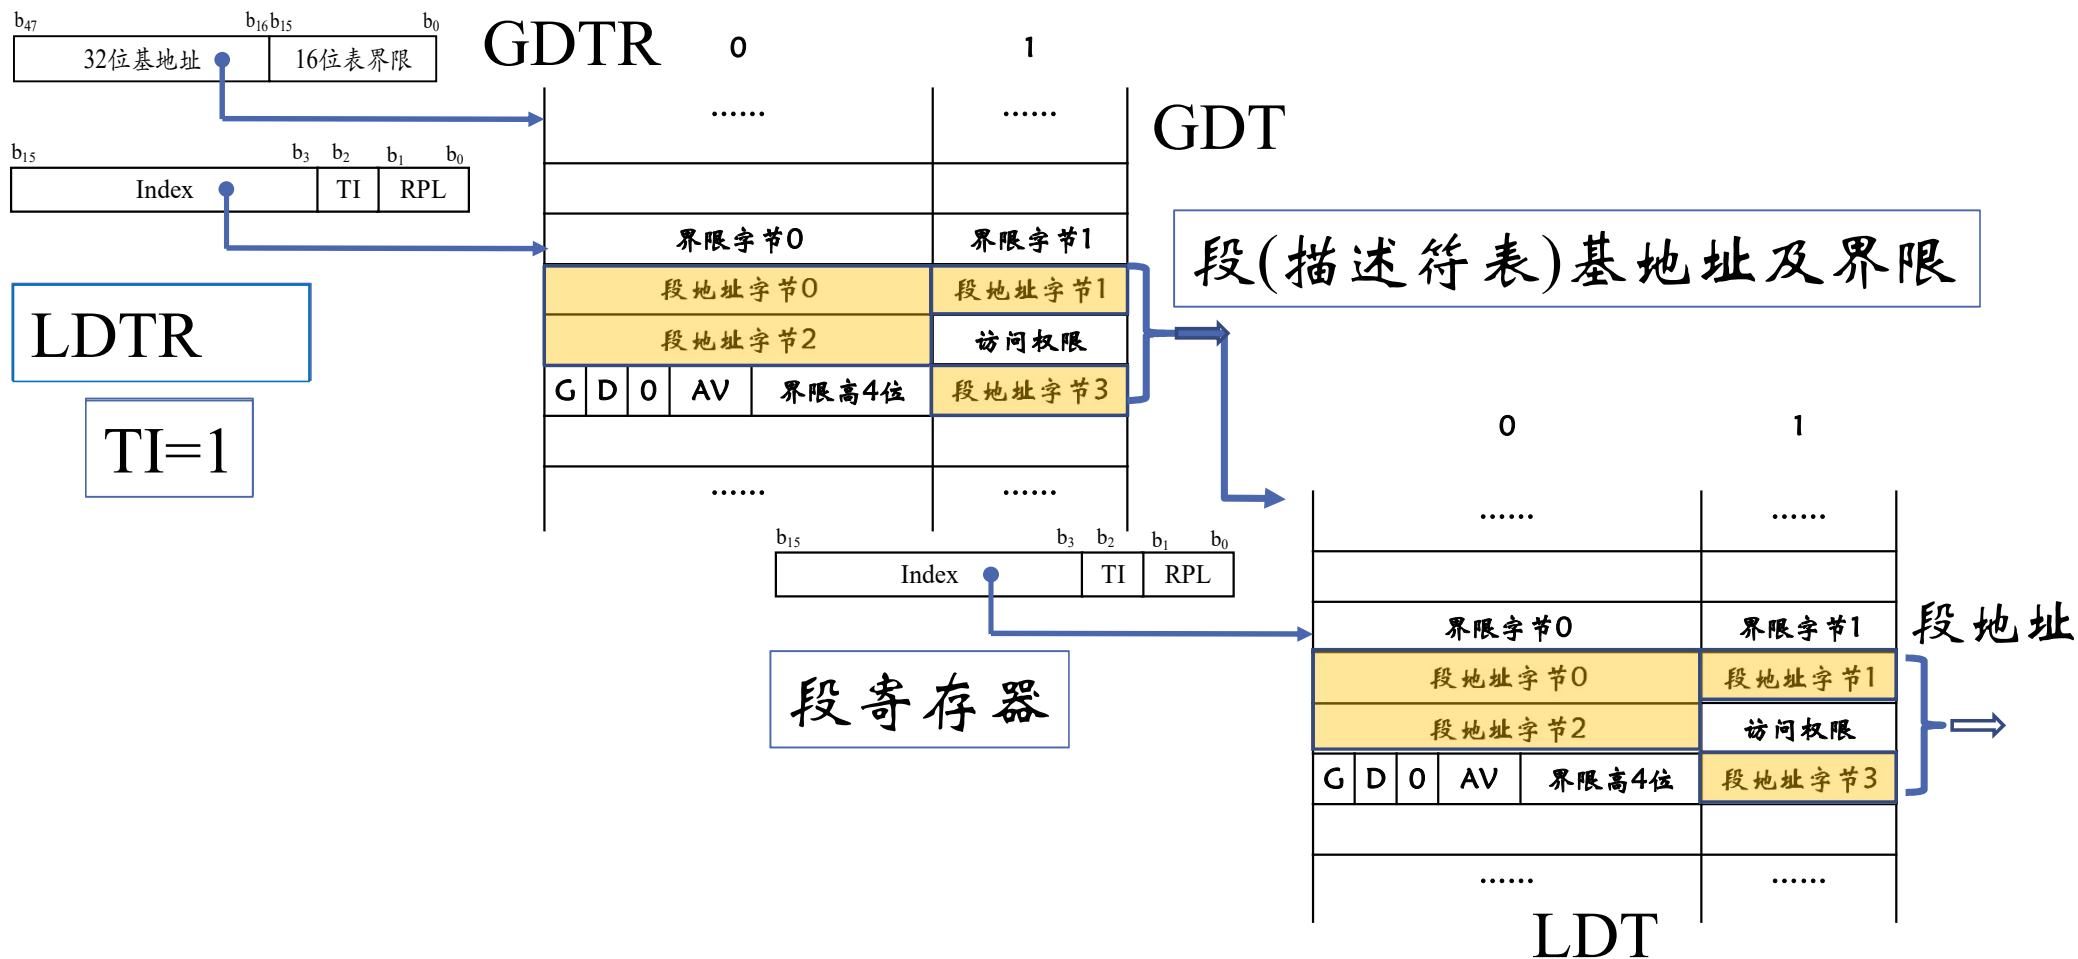 b47 b16 b15 b0
32位基地址 16位表界限
GDTR
0 1
...... ......
GDT
b15 b3 b2 b1 b0
Index TI RPL
界限字节0 界限字节1
段地址字节0 段地址字节1
段地址字节2 访问权限
G D 0 AV 界限高4位 段地址字节3
...... ......
段(描述符表)基地址及界限
LDTR
TI=1
b15 b3 b2 b1 b0
Index TI RPL
段寄存器
0 1
...... ......
界限字节0 界限字节1
段地址字节0 段地址字节1
段地址字节2 访问权限
G D 0 AV 界限高4位 段地址字节3
...... ......
段地址
LDT